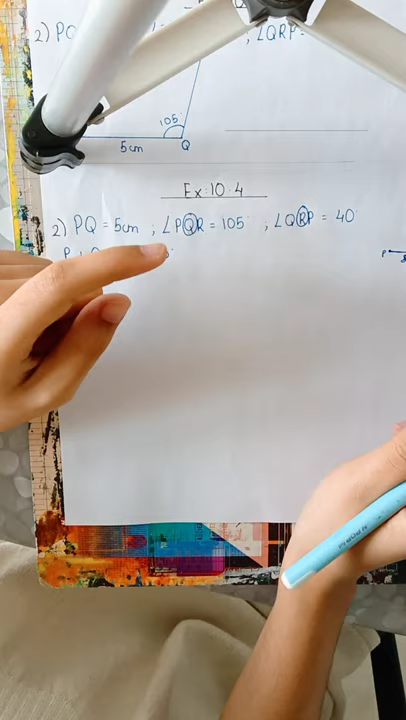 2) PQ ; ∠QRP =
105°
5cm Q
Ex:10.4
2) PQ = 5cm ; ∠PQR = 105° ; ∠QRP = 40°
P